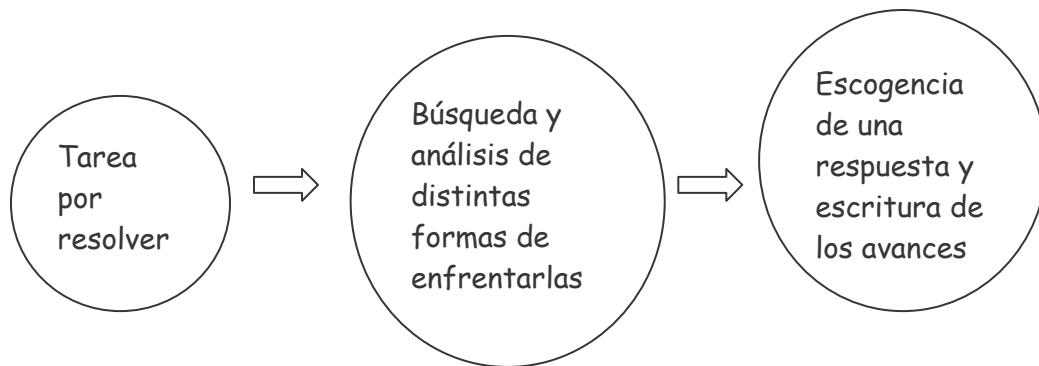 Tarea
por
resolver
Búsqueda y
análisis de
distintas
formas de
enfrentarlas
Escogencia
de una
respuesta y
escritura de
los avances